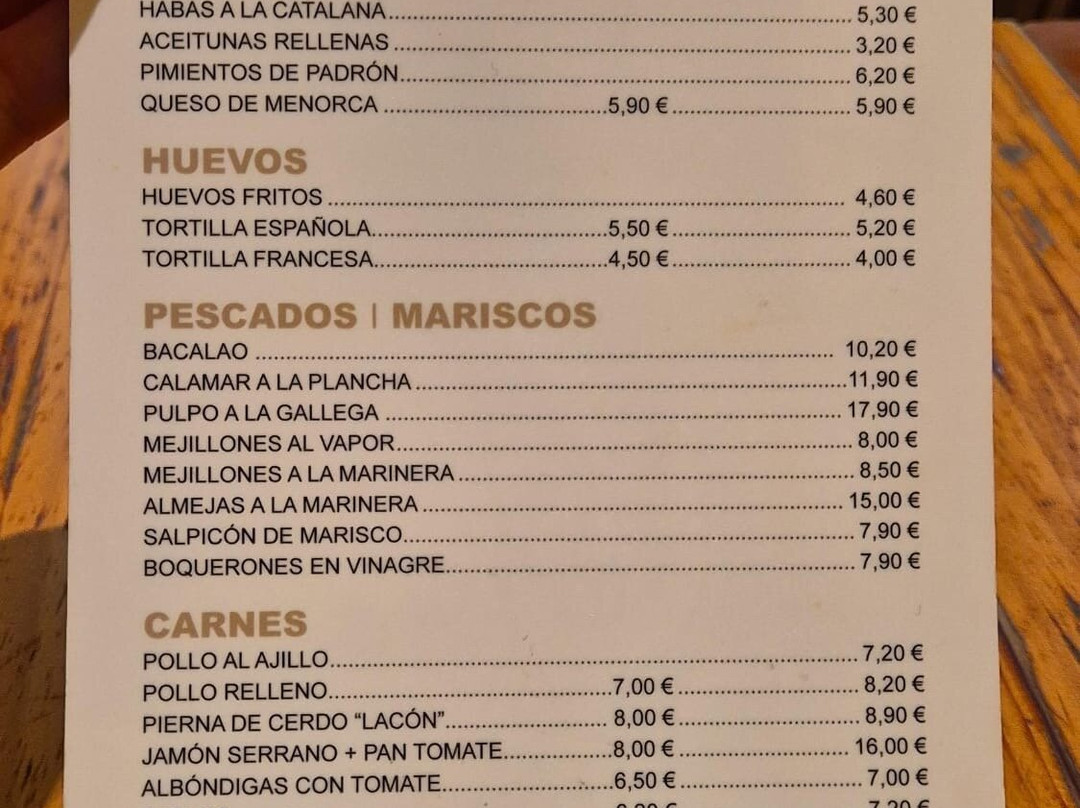 HABAS A LA CATALANA 5,30 €
ACEITUNAS RELLENAS 3,20 €
PIMIENTOS DE PADRÓN 6,20 €
QUESO DE MENORCA 5,90 € 5,90 €
HUEVOS
HUEVOS FRITOS 4,60 €
TORTILLA ESPAÑOLA 5,50 € 5,20 €
TORTILLA FRANCESA 4,50 € 4,00 €
PESCADOS | MARISCOS
BACALAO 10,20 €
CALAMAR A LA PLANCHA 11,90 €
PULPO A LA GALLEGA 17,90 €
MEJILLONES AL VAPOR 8,00 €
MEJILLONES A LA MARINERA 8,50 €
ALMEJAS A LA MARINERA 15,00 €
SALPICÓN DE MARISCO 7,90 €
BOQUERONES EN VINAGRE 7,90 €
CARNES
POLLO AL AJILLO 7,20 €
POLLO RELLENO 7,00 € 8,20 €
PIERNA DE CERDO “LACÓN” 8,00 € 8,90 €
JAMÓN SERRANO + PAN TOMATE 8,00 € 16,00 €
ALBÓNDIGAS CON TOMATE 6,50 € 7,00 €